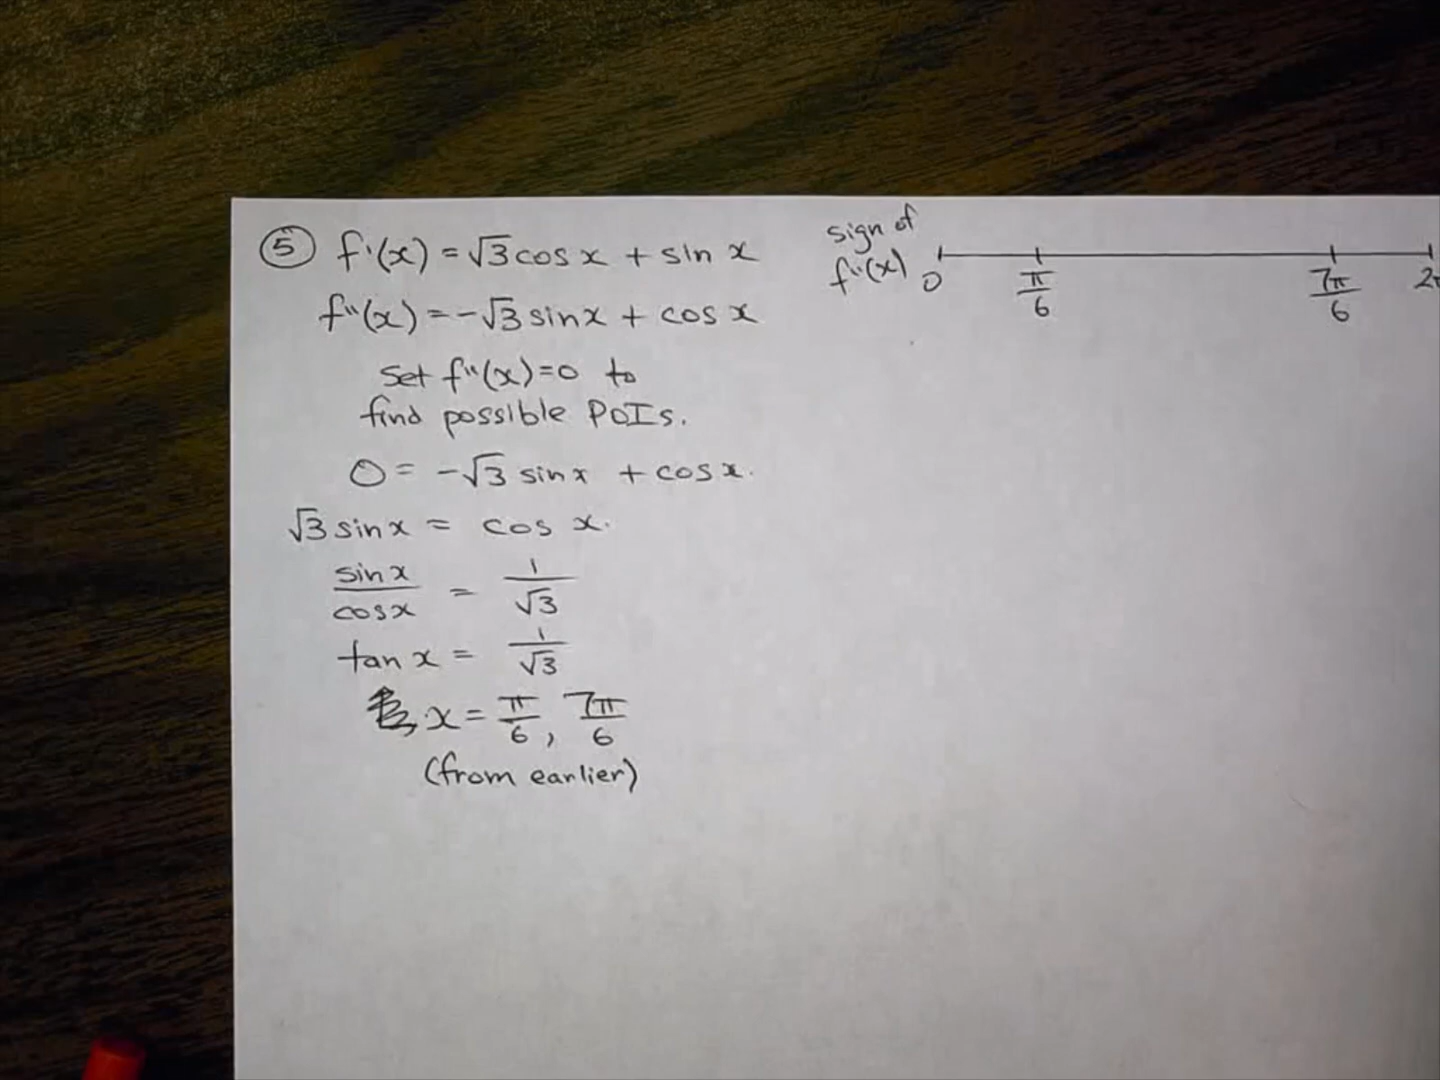 ⑤ f'(x) = √3 cos x + sin x
f''(x) = -√3 sin x + cos x
Set f''(x) = 0 to
find possible POIs.
0 = -√3 sin x + cos x.
√3 sin x = cos x.
sin x / cos x = 1/√3
tan x = 1/√3
x = π/6, 7π/6
(from earlier)
sign of
f''(x) 0 π/6 7π/6